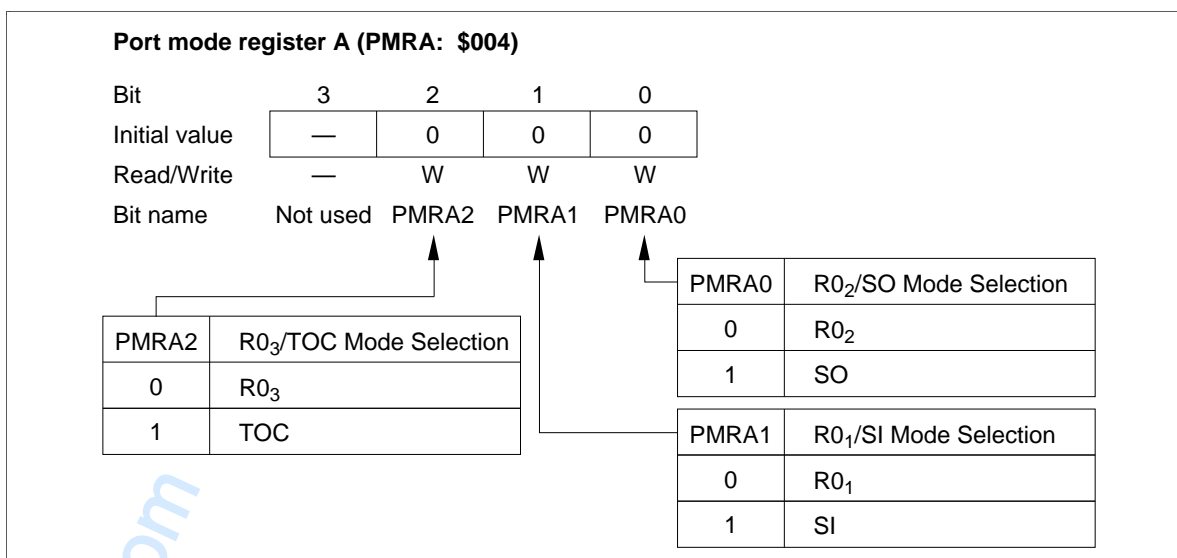 Port mode register A (PMRA: $004)
Bit 3 2 1 0
Initial value — 0 0 0
Read/Write — W W W
Bit name Not used PMRA2 PMRA1 PMRA0
PMRA0 R0₂/SO Mode Selection
0 R0₂
1 SO
PMRA2 R0₃/TOC Mode Selection
0 R0₃
1 TOC
PMRA1 R0₁/SI Mode Selection
0 R0₁
1 SI
om